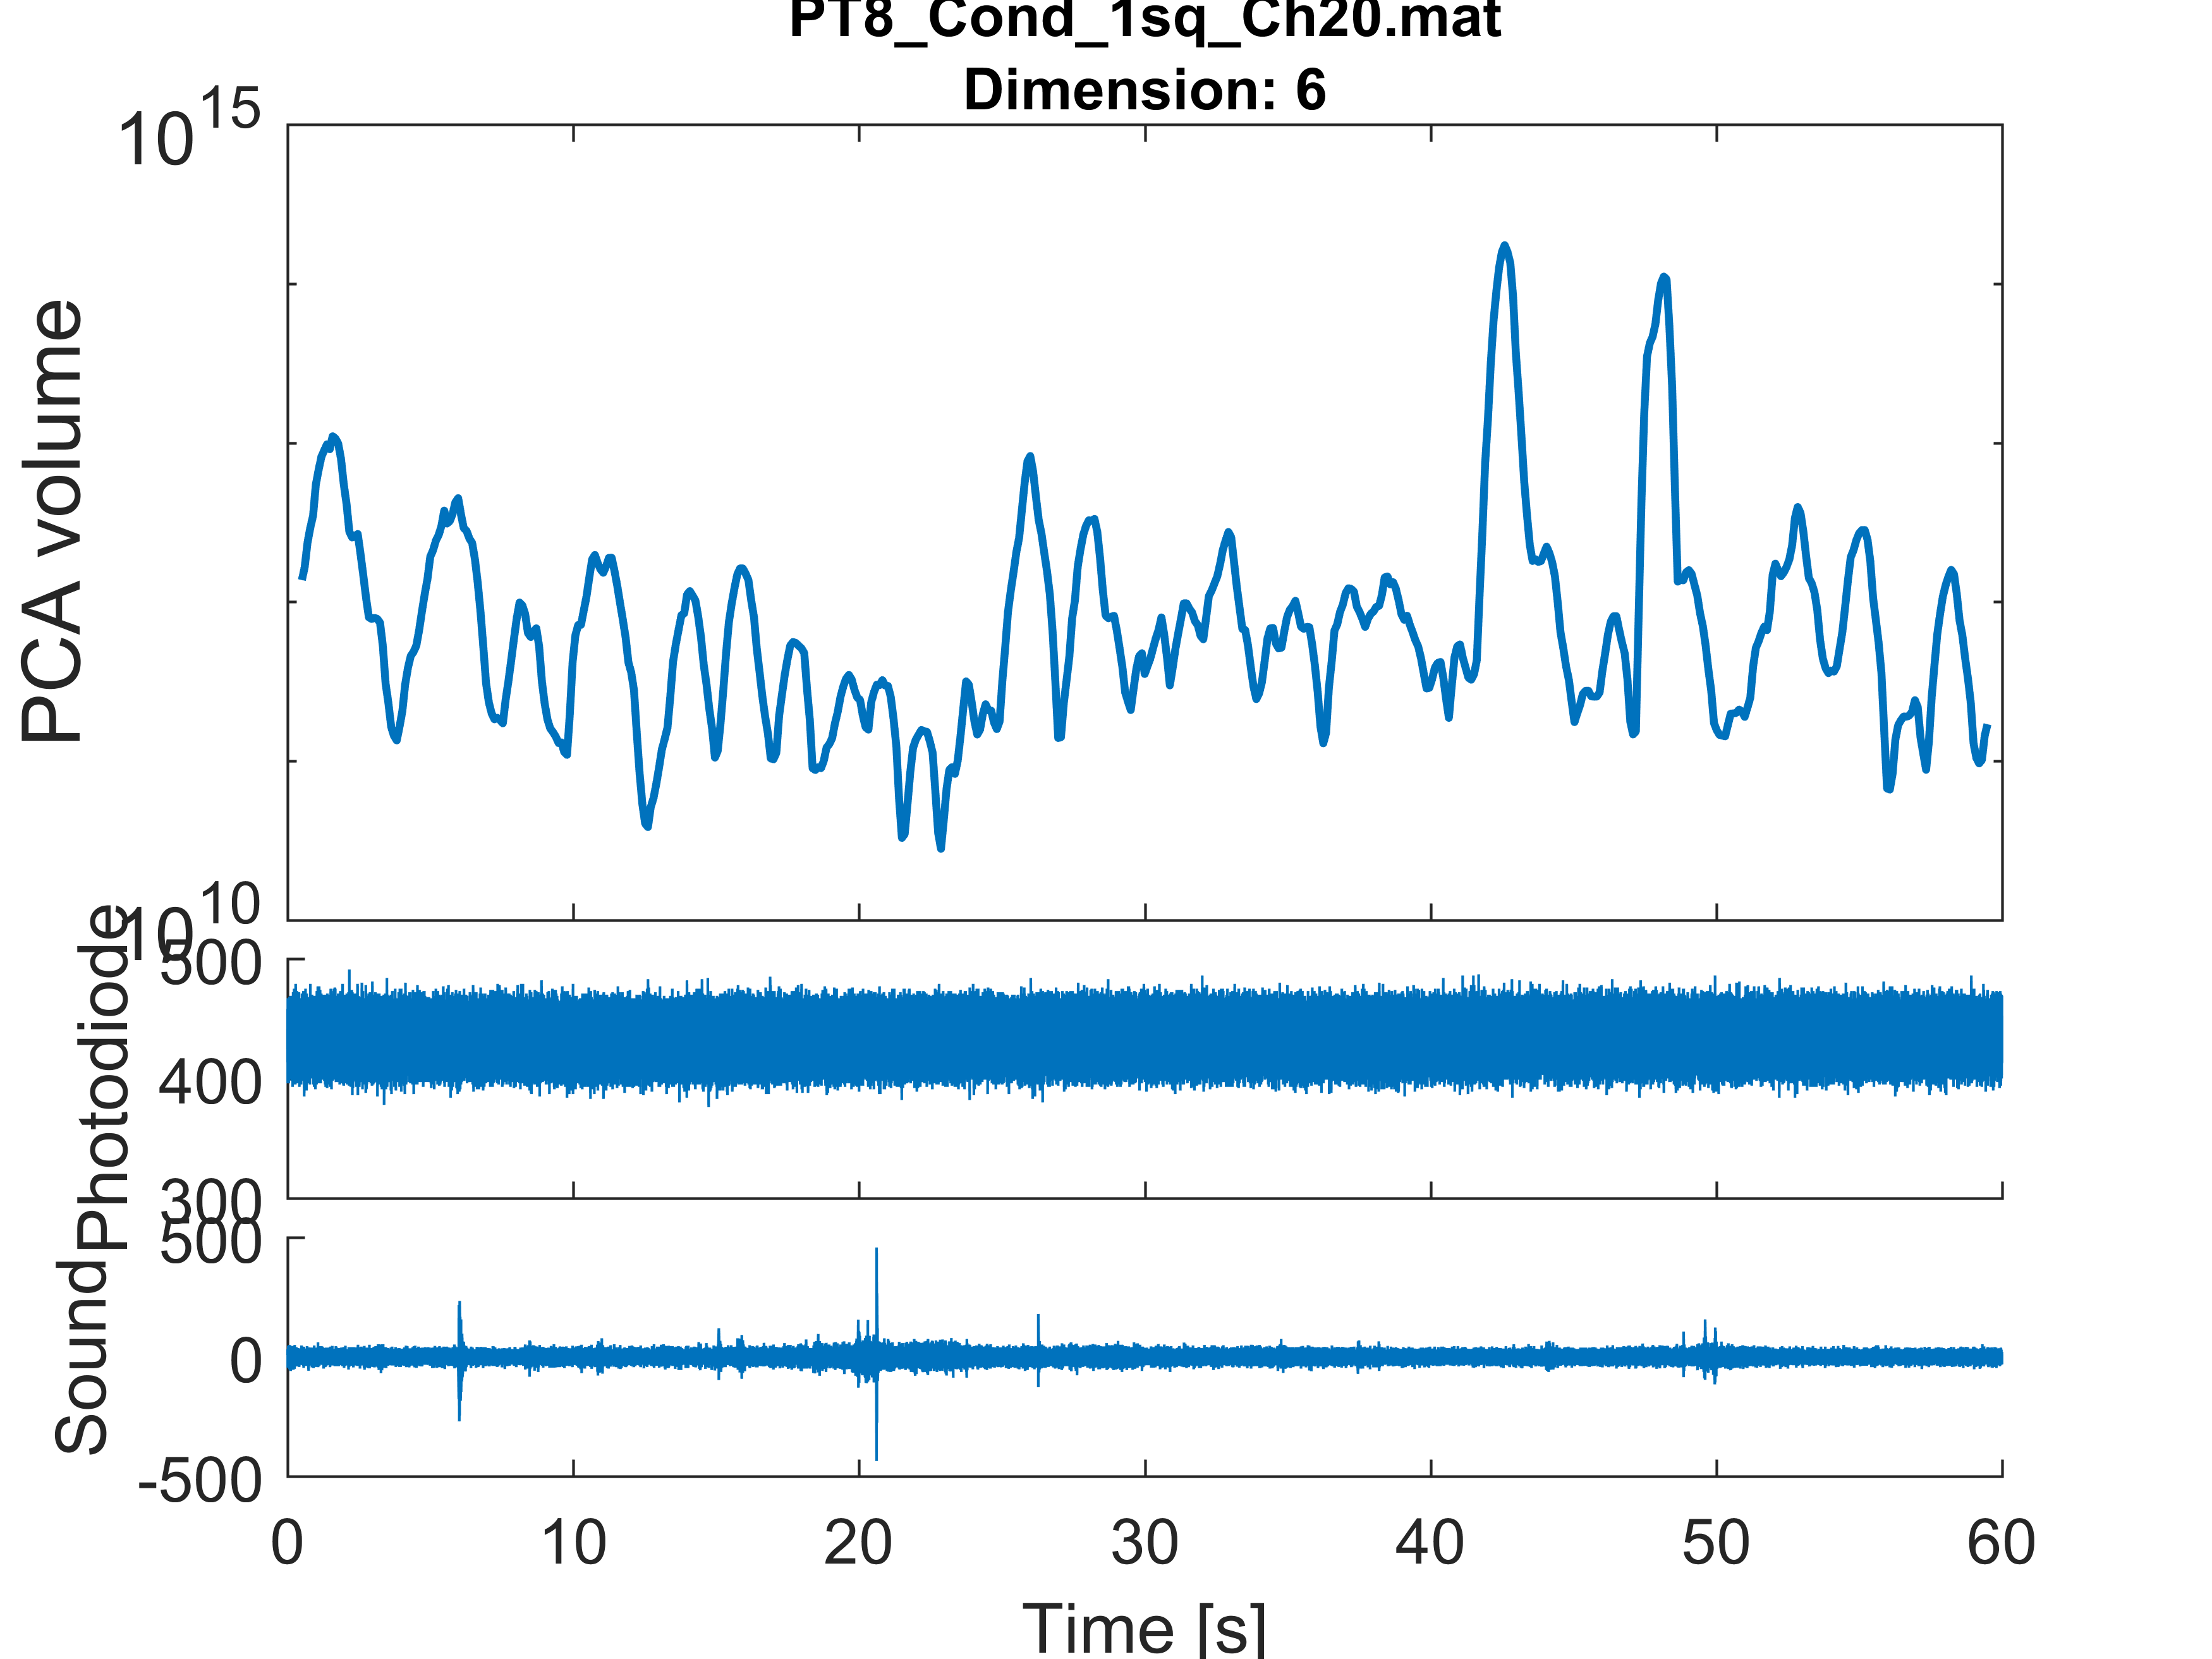 PT8_Cond_1sq_Ch20.mat
Dimension: 6
10^15
PCA volume
10^10
500
Photodiode
400
300
500
Sound
0
-500
0 10 20 30 40 50 60
Time [s]